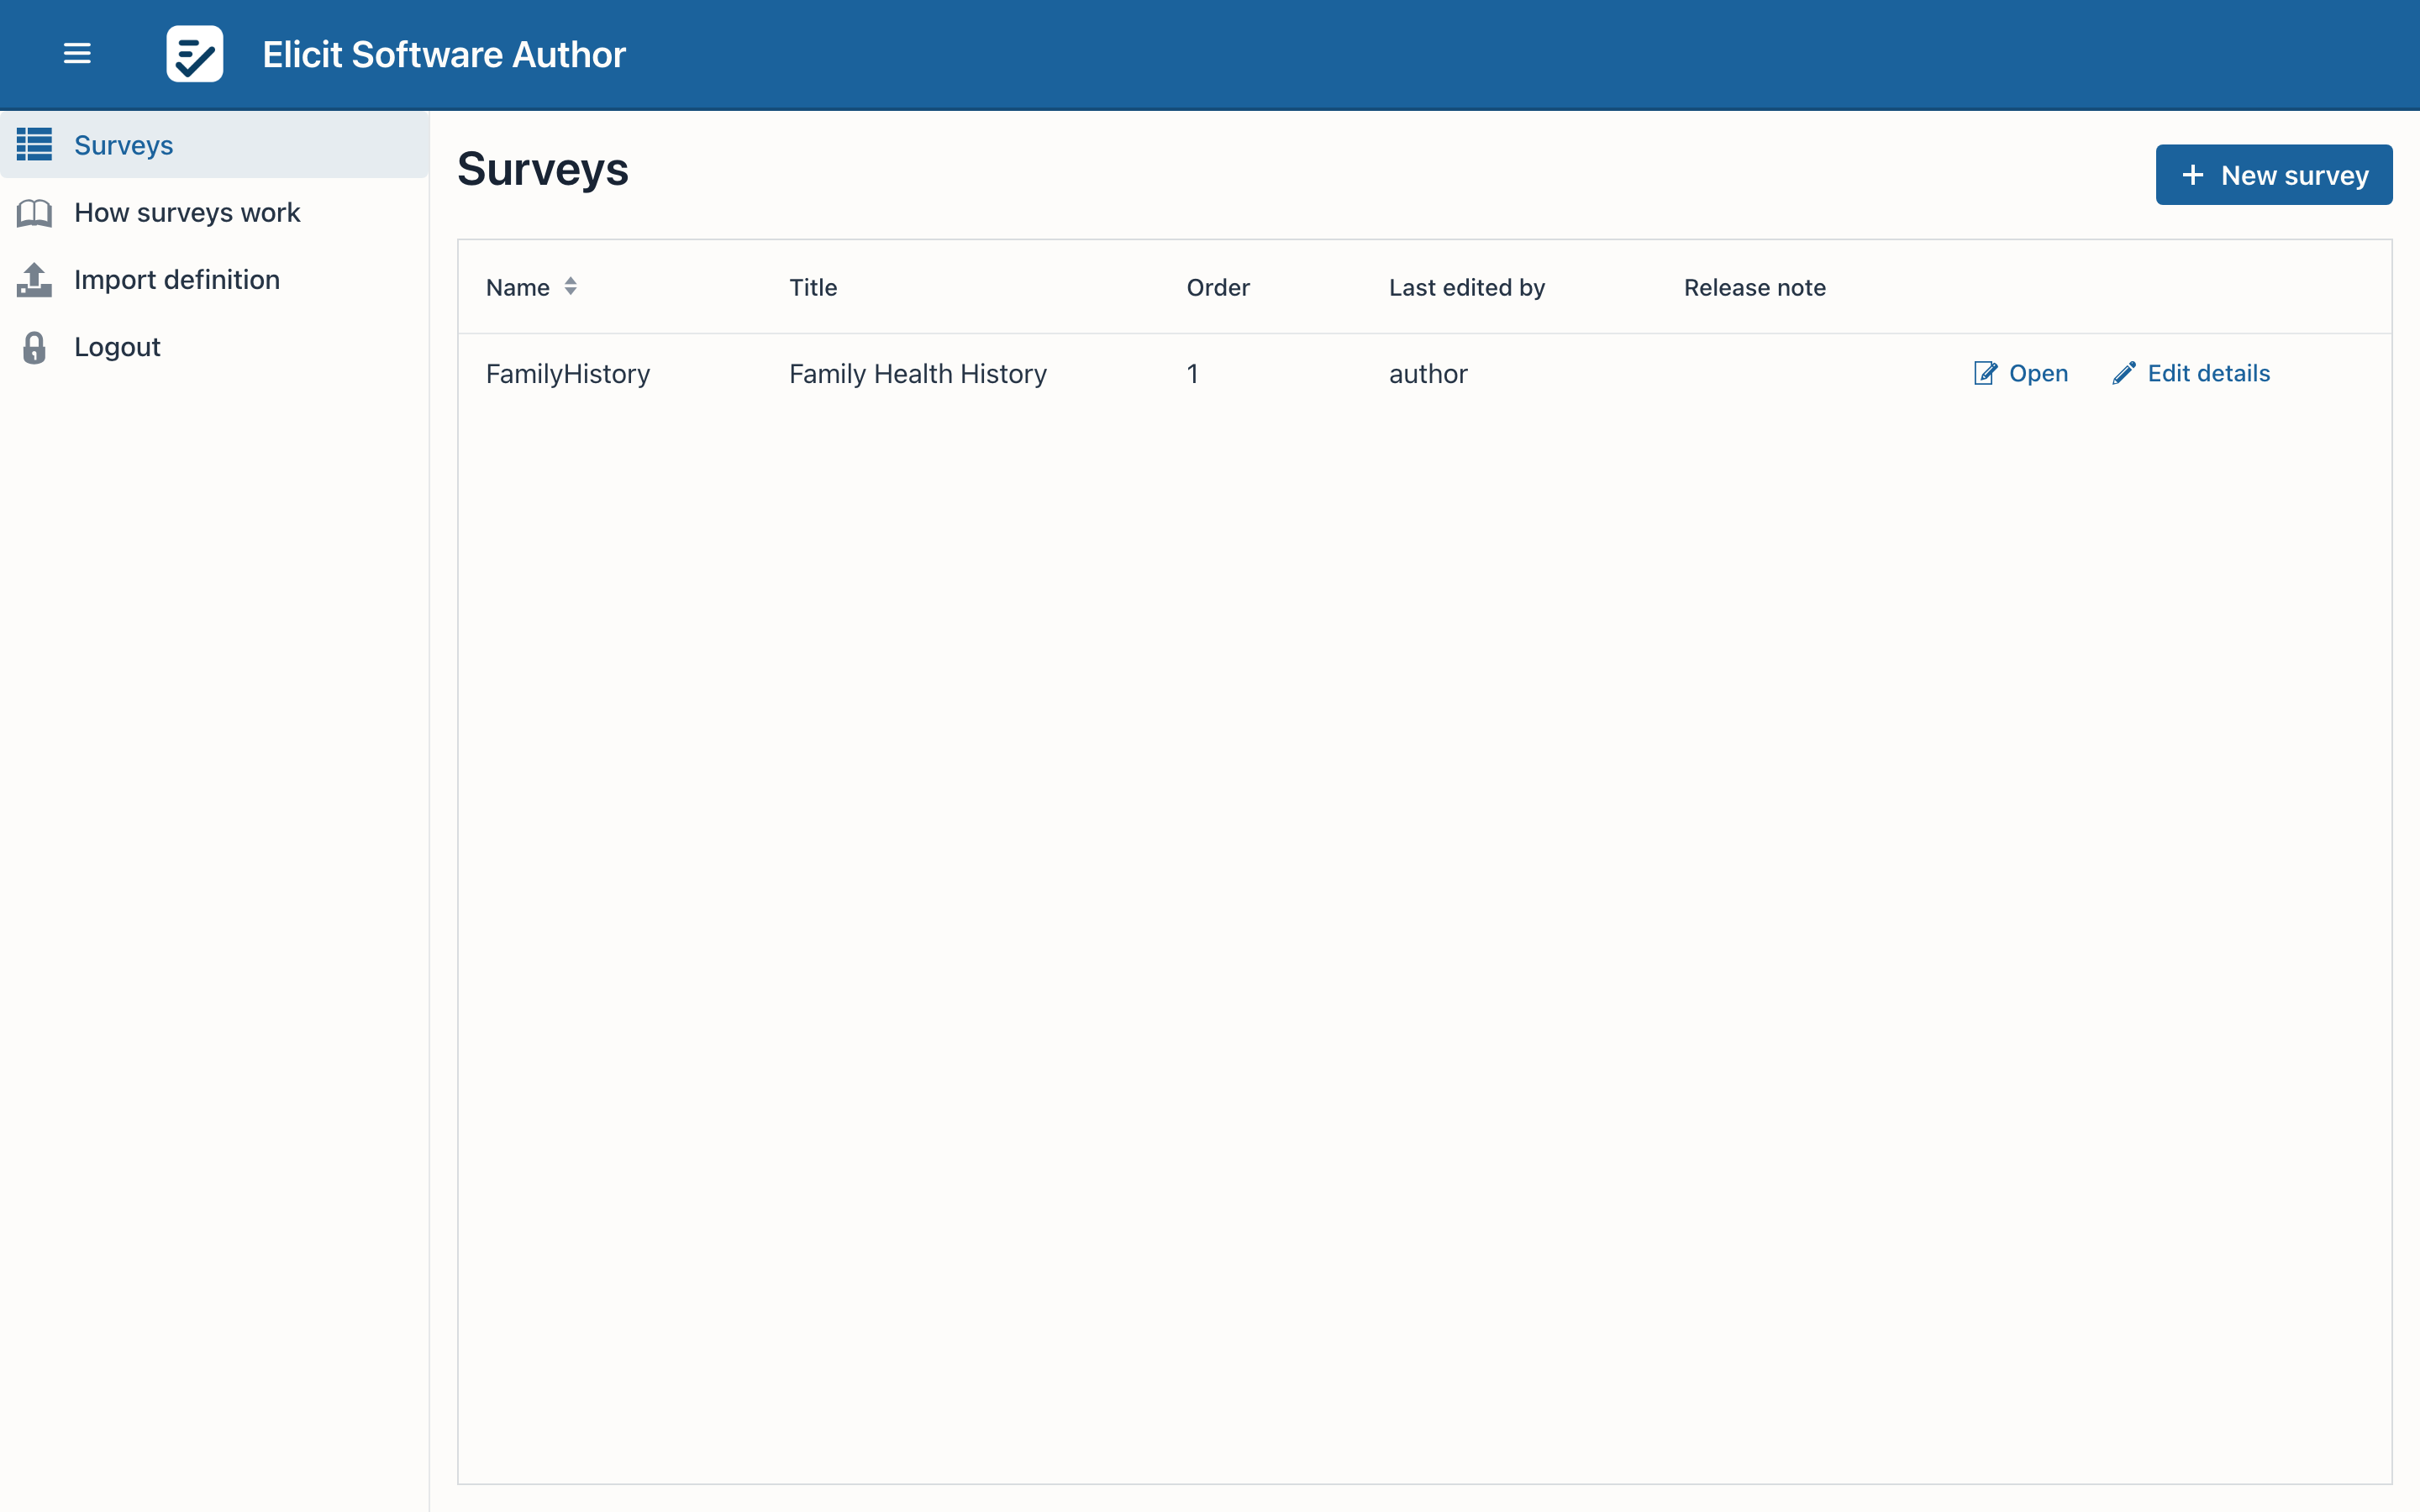 Elicit Software Author
Surveys
How surveys work
Import definition
Logout
Surveys
New survey
Name Title Order Last edited by Release note
FamilyHistory Family Health History 1 author Open Edit details